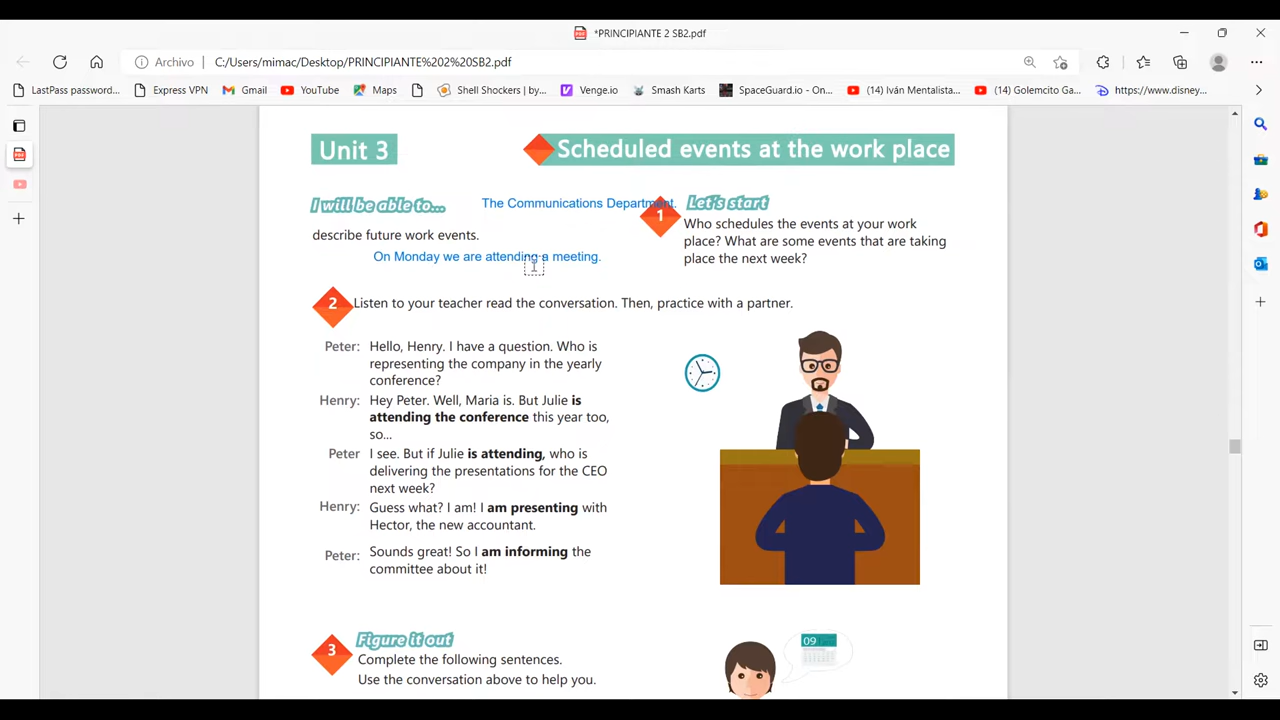 *PRINCIPIANTE 2 SB2.pdf
Archivo C:/Users/mimac/Desktop/PRINCIPIANTE%202%20SB2.pdf
LastPass password... Express VPN Gmail YouTube Maps Shell Shockers | by... Venge.io Smash Karts SpaceGuard.io - On... (14) Iván Mentalista... (14) Golemcito Ga... https://www.disney...
Unit 3
Scheduled events at the work place
I will be able to...
describe future work events.
The Communications Department.
On Monday we are attending a meeting.
1 Let's start
Who schedules the events at your work
place? What are some events that are taking
place the next week?
2 Listen to your teacher read the conversation. Then, practice with a partner.
Peter: Hello, Henry. I have a question. Who is
representing the company in the yearly
conference?
Henry: Hey Peter. Well, Maria is. But Julie is
attending the conference this year too,
so...
Peter I see. But if Julie is attending, who is
delivering the presentations for the CEO
next week?
Henry: Guess what? I am! I am presenting with
Hector, the new accountant.
Peter: Sounds great! So I am informing the
committee about it!
3 Figure it out
Complete the following sentences.
Use the conversation above to help you.
09